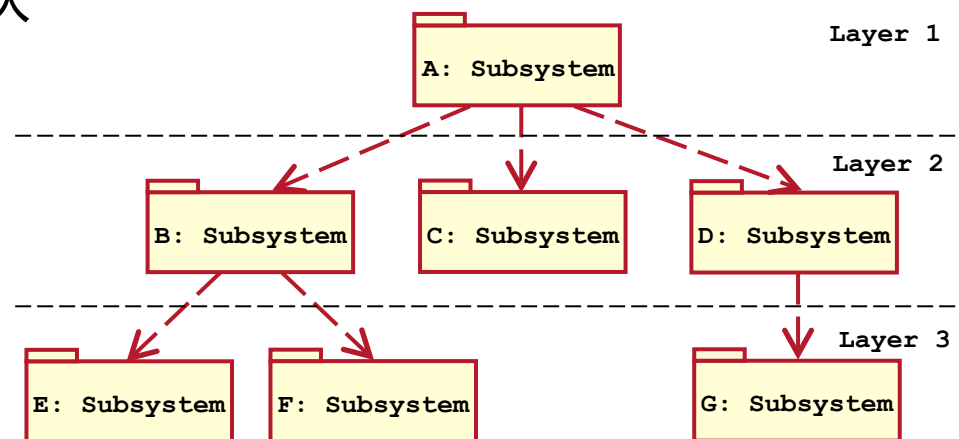 Layer 1
A: Subsystem
Layer 2
B: Subsystem
C: Subsystem
D: Subsystem
Layer 3
E: Subsystem
F: Subsystem
G: Subsystem